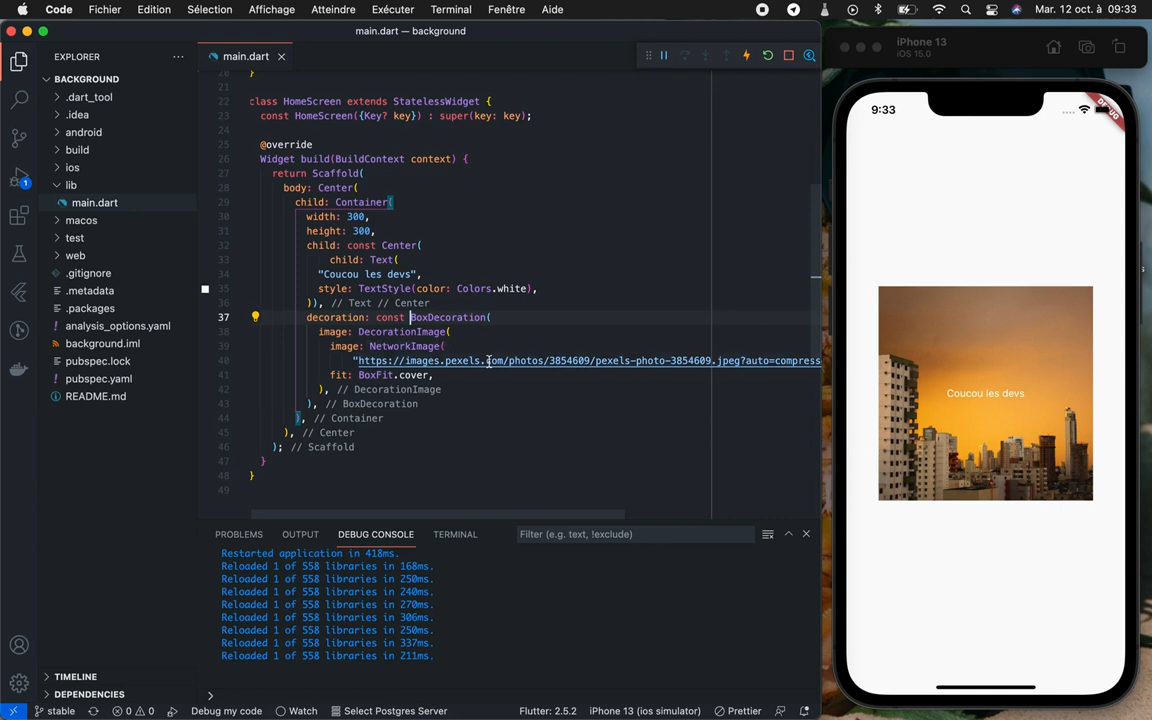 Code Fichier Edition Sélection Affichage Atteindre Exécuter Terminal Fenêtre Aide Mar. 12 oct. à 09:33
main.dart — background
EXPLORER
BACKGROUND
.dart_tool
.idea
android
build
ios
lib
main.dart
macos
test
web
.gitignore
.metadata
.packages
analysis_options.yaml
background.iml
pubspec.lock
pubspec.yaml
README.md
TIMELINE
DEPENDENCIES
1
main.dart
20 }
21
22 class HomeScreen extends StatelessWidget {
23 const HomeScreen({Key? key}) : super(key: key);
24
25 @override
26 Widget build(BuildContext context) {
27 return Scaffold(
28 body: Center(
29 child: Container(
30 width: 300,
31 height: 300,
32 child: const Center(
33 child: Text(
34 "Coucou les devs",
35 style: TextStyle(color: Colors.white),
36 )), // Text // Center
37 decoration: const BoxDecoration(
38 image: DecorationImage(
39 image: NetworkImage(
40 "https://images.pexels.com/photos/3854609/pexels-photo-3854609.jpeg?auto=compress
41 fit: BoxFit.cover,
42 ), // DecorationImage
43 ), // BoxDecoration
44 ), // Container
45 ), // Center
46 ); // Scaffold
47 }
48 }
49
PROBLEMS OUTPUT DEBUG CONSOLE TERMINAL Filter (e.g. text, !exclude)
Restarted application in 418ms.
Reloaded 1 of 558 libraries in 168ms.
Reloaded 1 of 558 libraries in 250ms.
Reloaded 1 of 558 libraries in 240ms.
Reloaded 1 of 558 libraries in 270ms.
Reloaded 1 of 558 libraries in 306ms.
Reloaded 1 of 558 libraries in 250ms.
Reloaded 1 of 558 libraries in 337ms.
Reloaded 1 of 558 libraries in 211ms.
stable 0 0 Debug my code Watch Select Postgres Server Flutter: 2.5.2 iPhone 13 (ios simulator) Prettier
iPhone 13
iOS 15.0
9:33
DEBUG
Coucou les devs